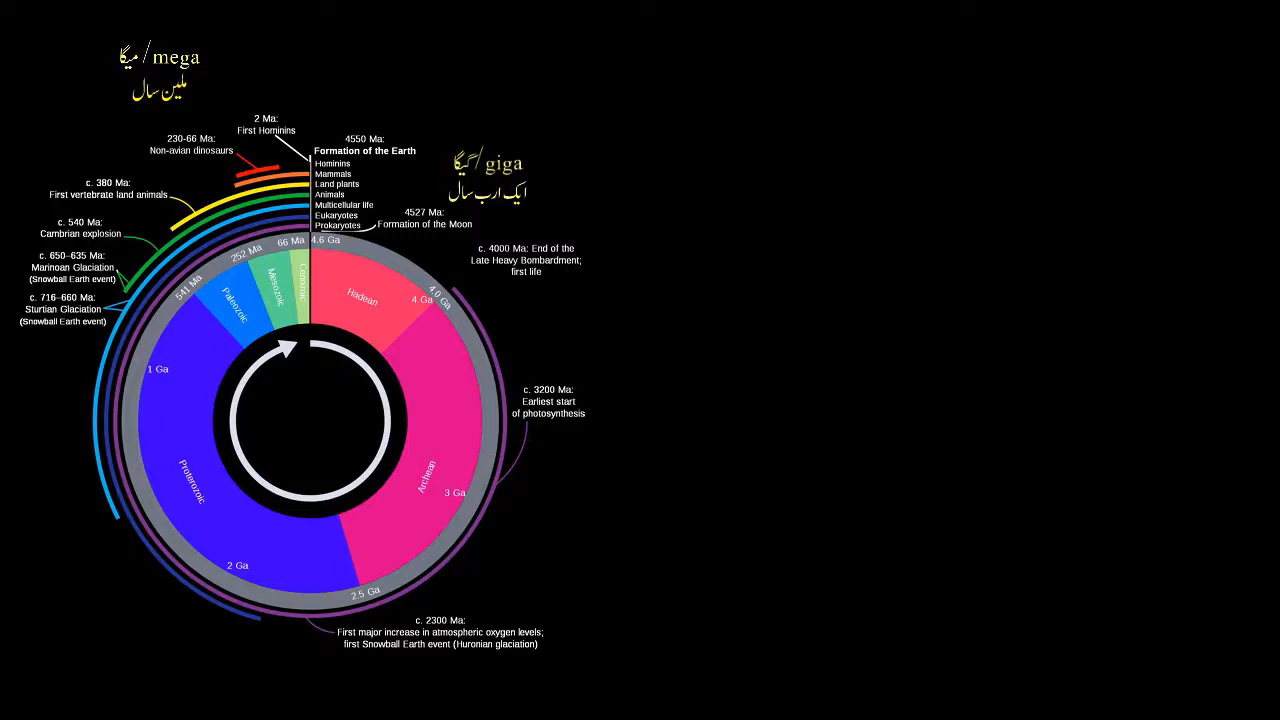 میگا/mega
ملین سال
2 Ma:
First Hominins
230-66 Ma:
Non-avian dinosaurs
4550 Ma:
Formation of the Earth
Hominins
Mammals
Land plants
Animals
Multicellular life
Eukaryotes
Prokaryotes
گیگا/giga
ایک ارب سال
c. 380 Ma:
First vertebrate land animals
4527 Ma:
Formation of the Moon
c. 540 Ma:
Cambrian explosion
c. 4000 Ma: End of the
Late Heavy Bombardment;
first life
c. 650–635 Ma:
Marinoan Glaciation
(Snowball Earth event)
c. 716–660 Ma:
Sturtian Glaciation
(Snowball Earth event)
4.6 Ga
66 Ma
252 Ma
541 Ma
4.0 Ga
Cenozoic
Mesozoic
Paleozoic
Hadean
4 Ga
1 Ga
c. 3200 Ma:
Earliest start
of photosynthesis
Proterozoic
Archean
3 Ga
2 Ga
2.5 Ga
c. 2300 Ma:
First major increase in atmospheric oxygen levels;
first Snowball Earth event (Huronian glaciation)